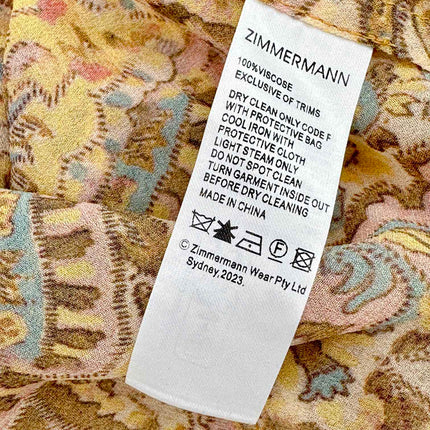 ZIMMERMANN
100%VISCOSE
EXCLUSIVE OF TRIMS
DRY CLEAN ONLY CODE F
WITH PROTECTIVE BAG
COOL IRON WITH
PROTECTIVE CLOTH
LIGHT STEAM ONLY
DO NOT SPOT CLEAN
TURN GARMENT INSIDE OUT
BEFORE DRY CLEANING
MADE IN CHINA
F
© Zimmermann Wear Pty Ltd
Sydney,2023.